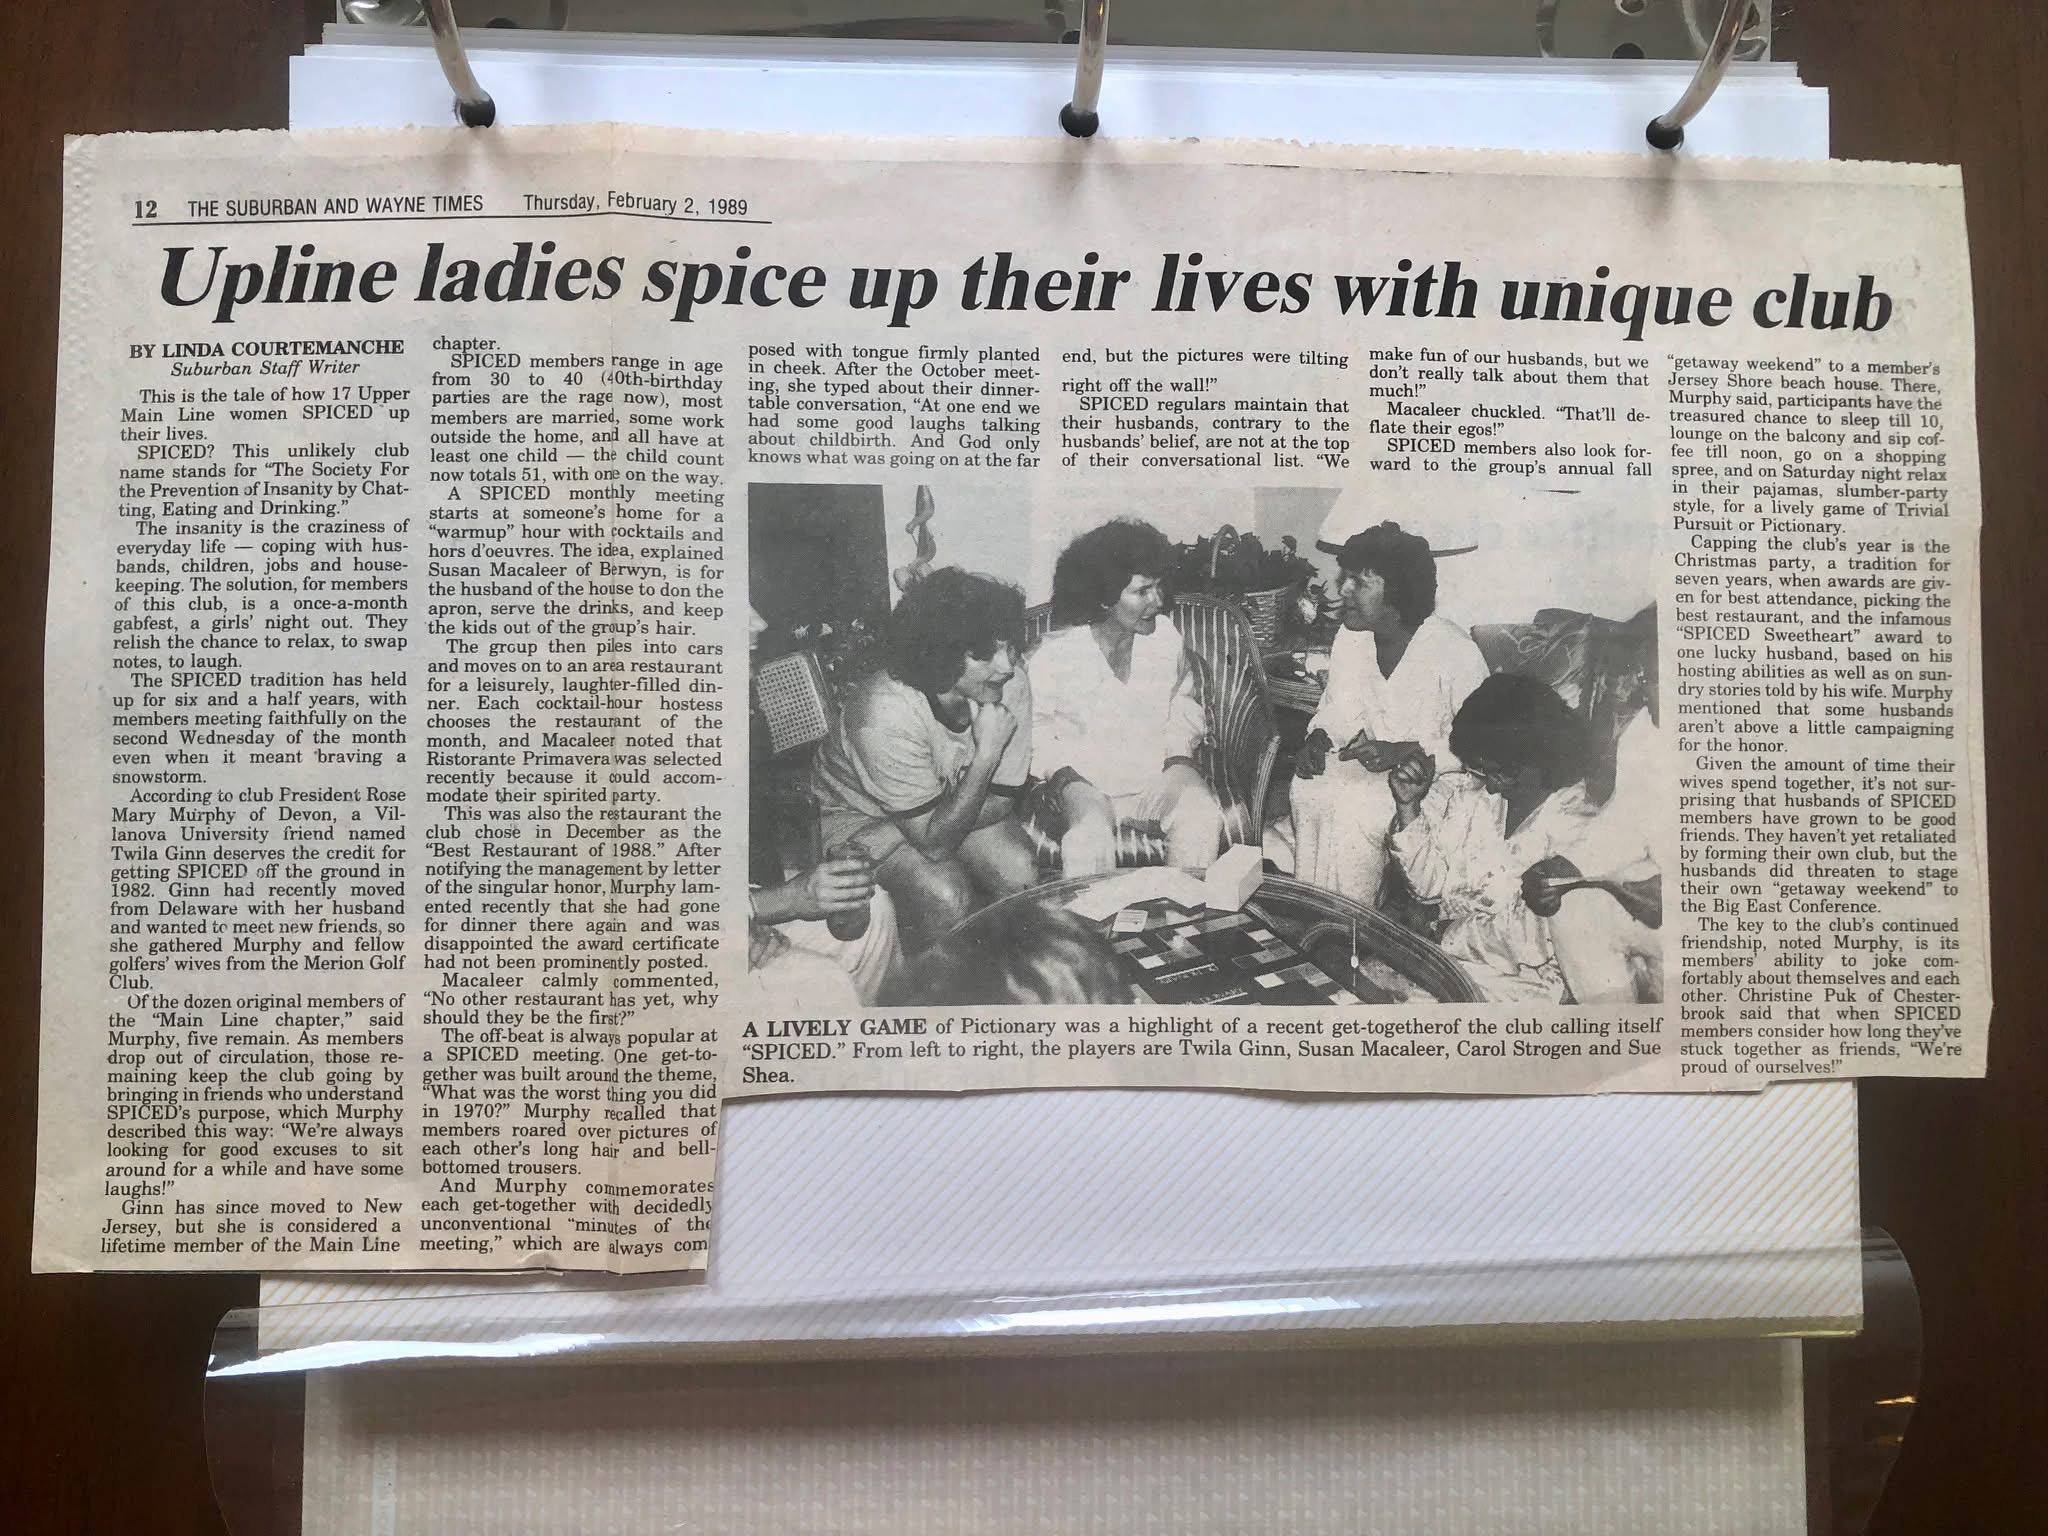 12 THE SUBURBAN AND WAYNE TIMES Thursday, February 2, 1989
Upline ladies spice up their lives with unique club
BY LINDA COURTEMANCHE
Suburban Staff Writer
This is the tale of how 17 Upper
Main Line women SPICED up
their lives.
SPICED? This unlikely club
name stands for "The Society For
the Prevention of Insanity by Chat-
ting, Eating and Drinking."
The insanity is the craziness of
everyday life — coping with hus-
bands, children, jobs and house-
keeping. The solution, for members
of this club, is a once-a-month
gabfest, a girls' night out. They
relish the chance to relax, to swap
notes, to laugh.
The SPICED tradition has held
up for six and a half years, with
members meeting faithfully on the
second Wednesday of the month
even when it meant braving a
snowstorm.
According to club President Rose
Mary Murphy of Devon, a Vil-
lanova University friend named
Twila Ginn deserves the credit for
getting SPICED off the ground in
1982. Ginn had recently moved
from Delaware with her husband
and wanted to meet new friends, so
she gathered Murphy and fellow
golfers' wives from the Merion Golf
Club.
Of the dozen original members of
the "Main Line chapter," said
Murphy, five remain. As members
drop out of circulation, those re-
maining keep the club going by
bringing in friends who understand
SPICED's purpose, which Murphy
described this way: "We're always
looking for good excuses to sit
around for a while and have some
laughs!"
Ginn has since moved to New
Jersey, but she is considered a
lifetime member of the Main Line
chapter.
SPICED members range in age
from 30 to 40 (40th-birthday
parties are the rage now), most
members are married, some work
outside the home, and all have at
least one child — the child count
now totals 51, with one on the way.
A SPICED monthly meeting
starts at someone's home for a
"warmup" hour with cocktails and
hors d'oeuvres. The idea, explained
Susan Macaleer of Berwyn, is for
the husband of the house to don the
apron, serve the drinks, and keep
the kids out of the group's hair.
The group then piles into cars
and moves on to an area restaurant
for a leisurely, laughter-filled din-
ner. Each cocktail-hour hostess
chooses the restaurant of the
month, and Macaleer noted that
Ristorante Primavera was selected
recently because it could accom-
modate their spirited party.
This was also the restaurant the
club chose in December as the
"Best Restaurant of 1988." After
notifying the management by letter
of the singular honor, Murphy lam-
ented recently that she had gone
for dinner there again and was
disappointed the award certificate
had not been prominently posted.
Macaleer calmly commented,
"No other restaurant has yet, why
should they be the first?"
The off-beat is always popular at
a SPICED meeting. One get-to-
gether was built around the theme,
"What was the worst thing you did
in 1970?" Murphy recalled that
members roared over pictures of
each other's long hair and bell-
bottomed trousers.
And Murphy commemorates
each get-together with decidedly
unconventional "minutes of the
meeting," which are always com
posed with tongue firmly planted
in cheek. After the October meet-
ing, she typed about their dinner-
table conversation, "At one end we
had some good laughs talking
about childbirth. And God only
knows what was going on at the far
end, but the pictures were tilting
right off the wall!"
SPICED regulars maintain that
their husbands, contrary to the
husbands' belief, are not at the top
of their conversational list. "We
make fun of our husbands, but we
don't really talk about them that
much!"
Macaleer chuckled. "That'll de-
flate their egos!"
SPICED members also look for-
ward to the group's annual fall
"getaway weekend" to a member's
Jersey Shore beach house. There,
Murphy said, participants have the
treasured chance to sleep till 10,
lounge on the balcony and sip cof-
fee till noon, go on a shopping
spree, and on Saturday night relax
in their pajamas, slumber-party
style, for a lively game of Trivial
Pursuit or Pictionary.
Capping the club's year is the
Christmas party, a tradition for
seven years, when awards are giv-
en for best attendance, picking the
best restaurant, and the infamous
"SPICED Sweetheart" award to
one lucky husband, based on his
hosting abilities as well as on sun-
dry stories told by his wife. Murphy
mentioned that some husbands
aren't above a little campaigning
for the honor.
Given the amount of time their
wives spend together, it's not sur-
prising that husbands of SPICED
members have grown to be good
friends. They haven't yet retaliated
by forming their own club, but the
husbands did threaten to stage
their own "getaway weekend" to
the Big East Conference.
The key to the club's continued
friendship, noted Murphy, is its
members' ability to joke com-
fortably about themselves and each
other. Christine Puk of Chester-
brook said that when SPICED
members consider how long they've
stuck together as friends, "We're
proud of ourselves!"
A LIVELY GAME of Pictionary was a highlight of a recent get-togetherof the club calling itself
"SPICED." From left to right, the players are Twila Ginn, Susan Macaleer, Carol Strogen and Sue
Shea.